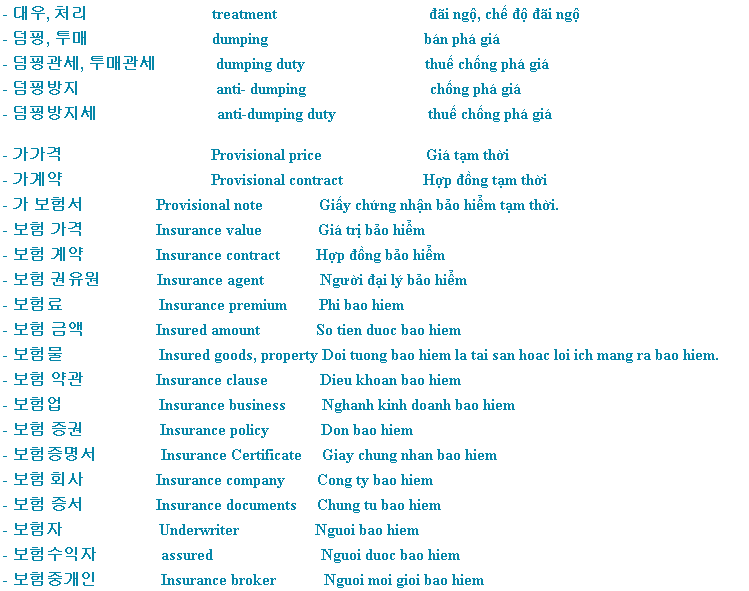 - 대우, 처리 treatment đãi ngộ, chế độ đãi ngộ
- 덤핑, 투매 dumping bán phá giá
- 덤핑관세, 투매관세 dumping duty thuế chống phá giá
- 덤핑방지 anti- dumping chống phá giá
- 덤핑방지세 anti-dumping duty thuế chống phá giá
- 가가격 Provisional price Giá tạm thời
- 가계약 Provisional contract Hợp đồng tạm thời
- 가 보험서 Provisional note Giấy chứng nhận bảo hiểm tạm thời.
- 보험 가격 Insurance value Giá trị bảo hiểm
- 보험 계약 Insurance contract Hợp đồng bảo hiểm
- 보험 권유원 Insurance agent Người đại lý bảo hiểm
- 보험료 Insurance premium Phi bao hiem
- 보험 금액 Insured amount So tien duoc bao hiem
- 보험물 Insured goods, property Doi tuong bao hiem la tai san hoac loi ich mang ra bao hiem.
- 보험 약관 Insurance clause Dieu khoan bao hiem
- 보험업 Insurance business Nghanh kinh doanh bao hiem
- 보험 증권 Insurance policy Don bao hiem
- 보험증명서 Insurance Certificate Giay chung nhan bao hiem
- 보험 회사 Insurance company Cong ty bao hiem
- 보험 증서 Insurance documents Chung tu bao hiem
- 보험자 Underwriter Nguoi bao hiem
- 보험수익자 assured Nguoi duoc bao hiem
- 보험중개인 Insurance broker Nguoi moi gioi bao hiem